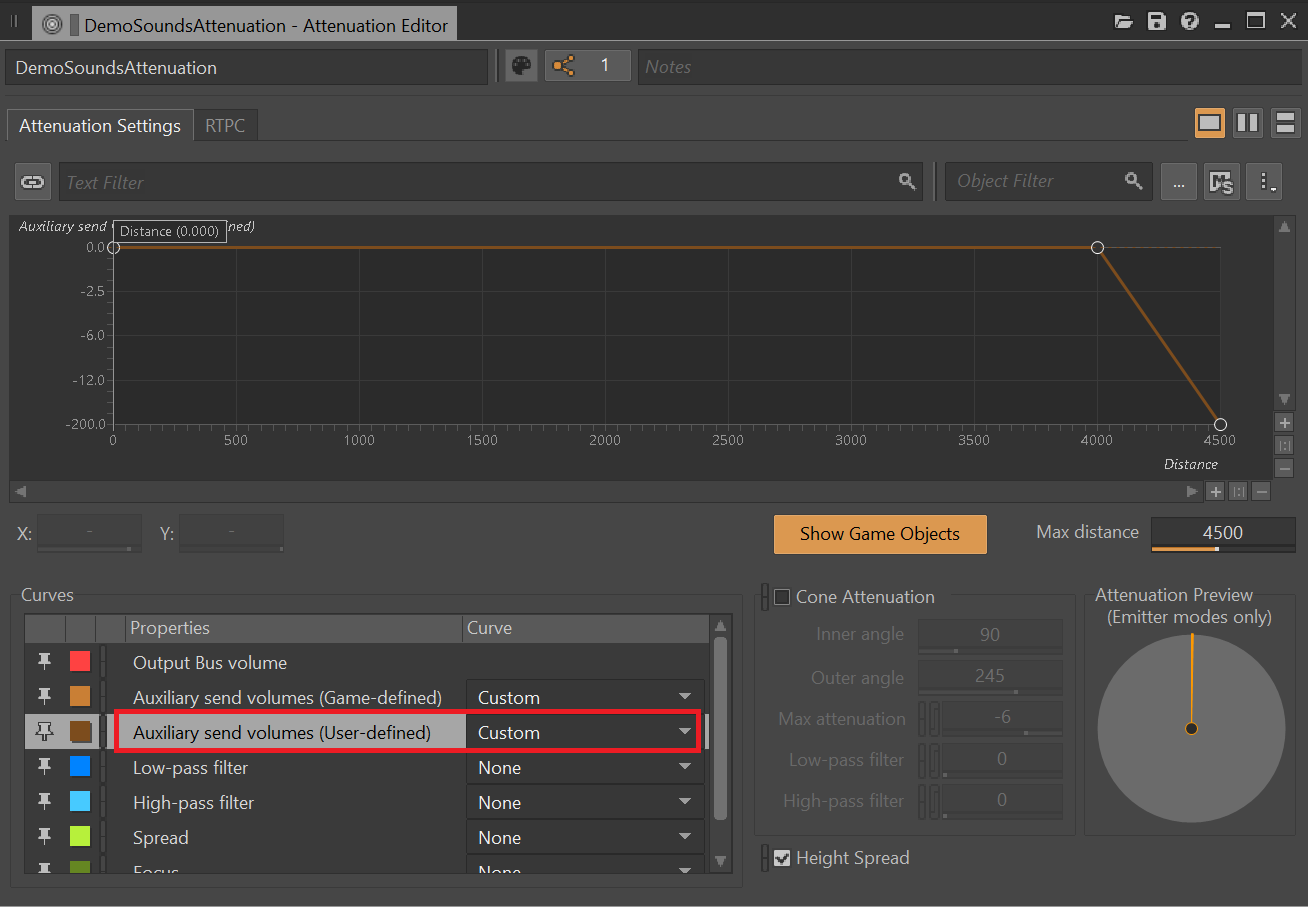 DemoSoundsAttenuation - Attenuation Editor
DemoSoundsAttenuation
1
Notes
Attenuation Settings
RTPC
Text Filter
Object Filter
...
MS
Auxiliary send
Distance (0.000)
ned)
0.0
-2.5
-6.0
-12.0
-200.0
0 500 1000 1500 2000 2500 3000 3500 4000 4500
Distance
X: - Y: -
Show Game Objects
Max distance 4500
Curves
Properties Curve
Output Bus volume
Auxiliary send volumes (Game-defined) Custom
Auxiliary send volumes (User-defined) Custom
Low-pass filter None
High-pass filter None
Spread None
Focus None
Cone Attenuation
Inner angle 90
Outer angle 245
Max attenuation -6
Low-pass filter 0
High-pass filter 0
Height Spread
Attenuation Preview
(Emitter modes only)